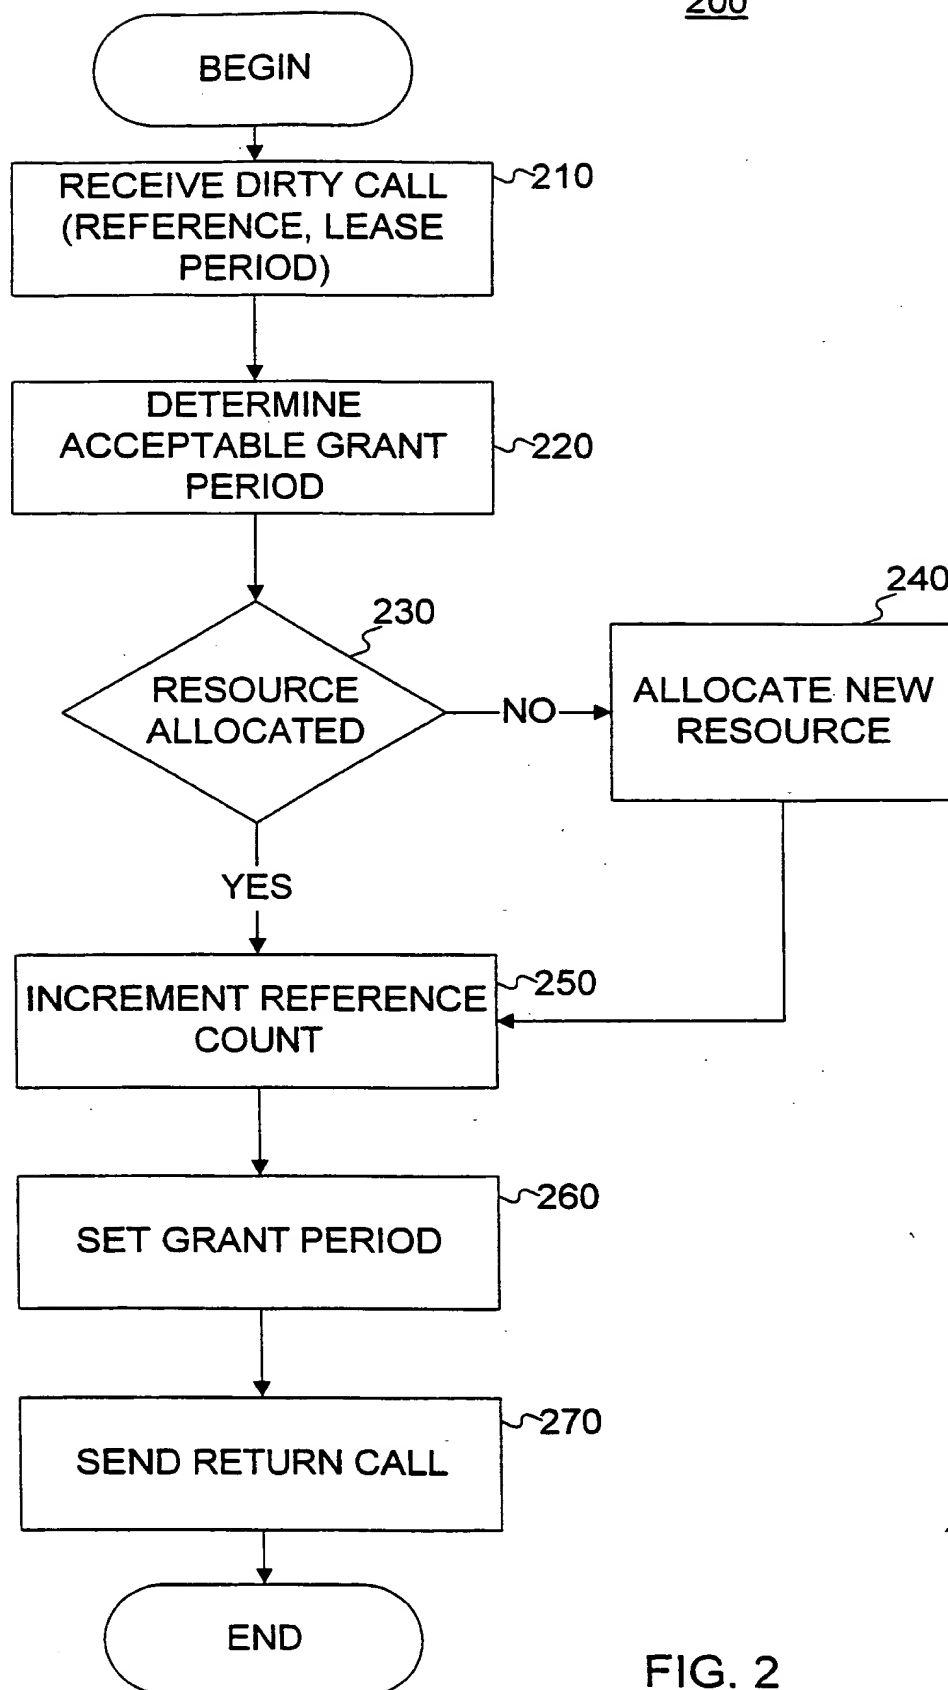 200
BEGIN
RECEIVE DIRTY CALL
(REFERENCE, LEASE
PERIOD)
210
DETERMINE
ACCEPTABLE GRANT
PERIOD
220
230
RESOURCE
ALLOCATED
NO
240
ALLOCATE NEW
RESOURCE
YES
INCREMENT REFERENCE
COUNT
250
260
SET GRANT PERIOD
270
SEND RETURN CALL
END
FIG. 2